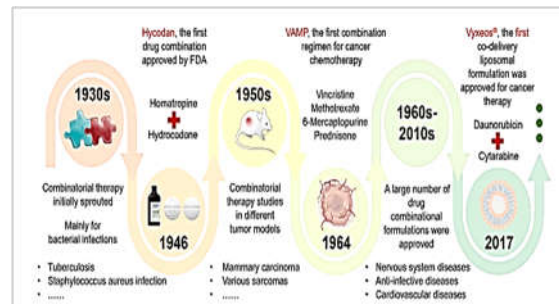 Hycodan, the first
drug combination
approved by FDA
VAMP, the first combination
regimen for cancer
chemotherapy
Vyxeos®, the first
co-delivery
liposomal
formulation was
approved for cancer
therapy
1930s
Homatropine
Hydrocodone
1950s
Vincristine
Methotrexate
6-Mercaptopurine
Prednisone
1960s-
2010s
Daunorubicin
Cytarabine
Combinatorial therapy
initially sprouted
Mainly for
bacterial infections
1946
Combinatorial
therapy studies
in different
tumor models
1964
A large number of
drug combinational
formulations were
approved
2017
• Tuberculosis
• Staphylococcus aureus infection
• ......
• Mammary carcinoma
• Various sarcomas
• ......
• Nervous system diseases
• Anti-infective diseases
• Cardiovascular diseases